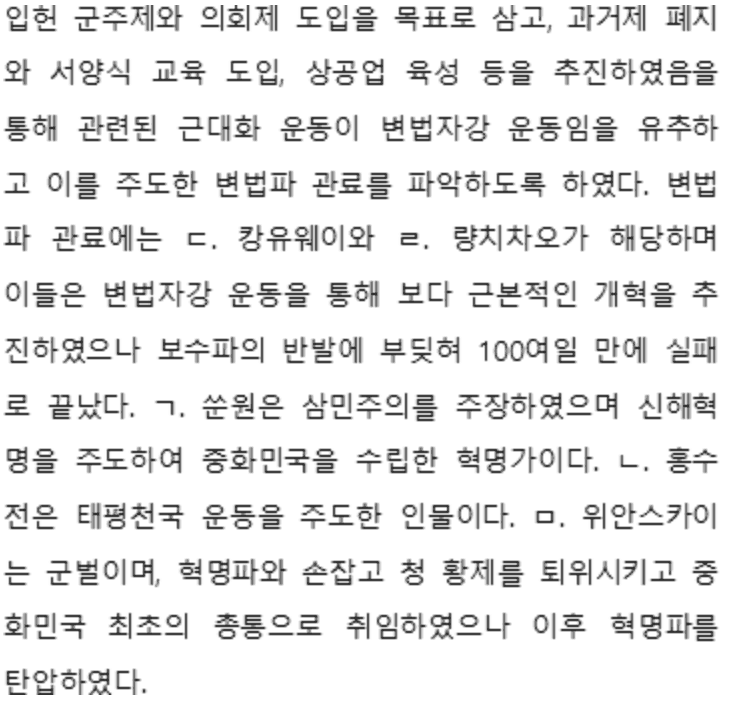 입헌 군주제와 의회제 도입을 목표로 삼고, 과거제 폐지
와 서양식 교육 도입, 상공업 육성 등을 추진하였음을
통해 관련된 근대화 운동이 변법자강 운동임을 유추하
고 이를 주도한 변법파 관료를 파악하도록 하였다. 변법
파 관료에는 ㄷ. 캉유웨이와 ㄹ. 량치차오가 해당하며
이들은 변법자강 운동을 통해 보다 근본적인 개혁을 추
진하였으나 보수파의 반발에 부딪혀 100여일 만에 실패
로 끝났다. ㄱ. 쑨원은 삼민주의를 주장하였으며 신해혁
명을 주도하여 중화민국을 수립한 혁명가이다. ㄴ. 홍수
전은 태평천국 운동을 주도한 인물이다. ㅁ. 위안스카이
는 군벌이며, 혁명파와 손잡고 청 황제를 퇴위시키고 중
화민국 최초의 총통으로 취임하였으나 이후 혁명파를
탄압하였다.